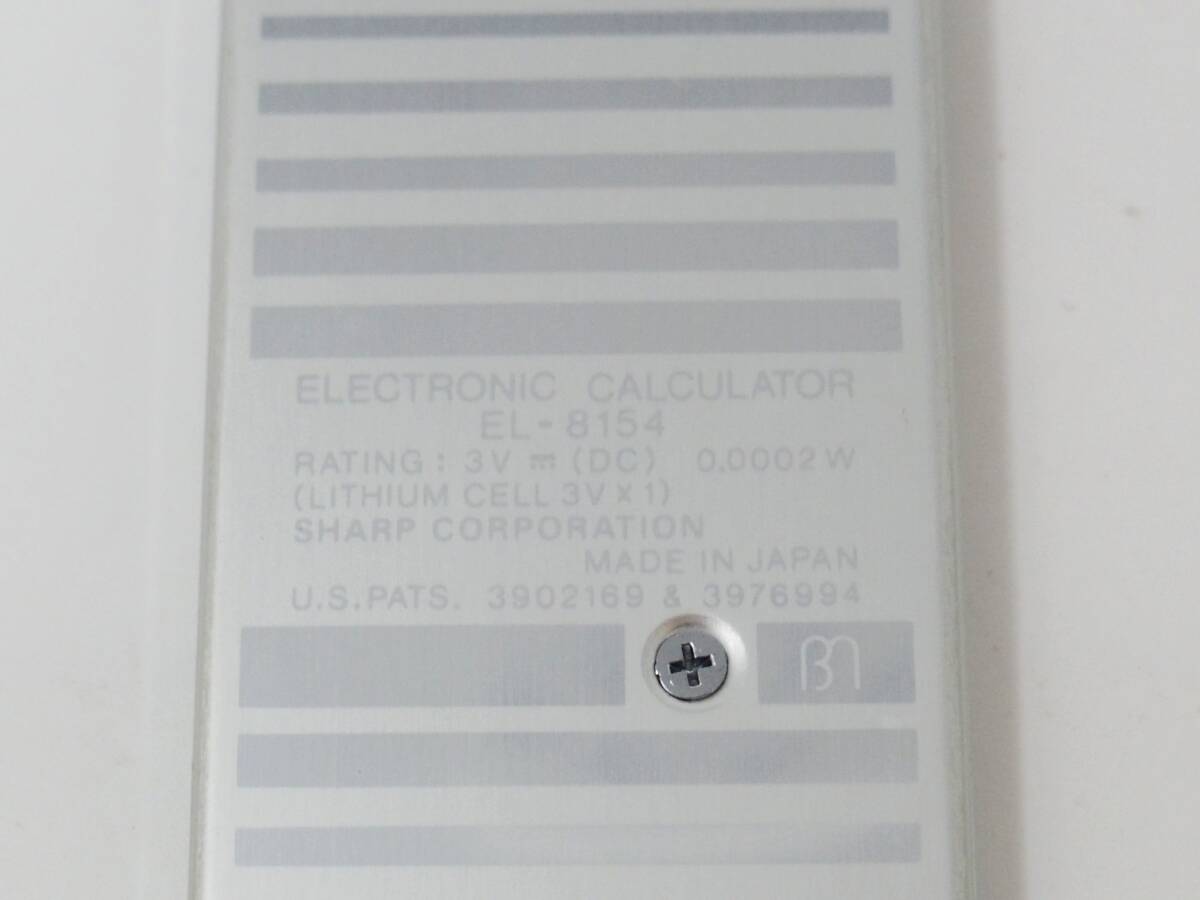 ELECTRONIC CALCULATOR
EL-8154
RATING: 3V ⎓ (DC) 0.0002W
(LITHIUM CELL 3V×1)
SHARP CORPORATION
MADE IN JAPAN
U.S.PATS. 3902169 & 3976994